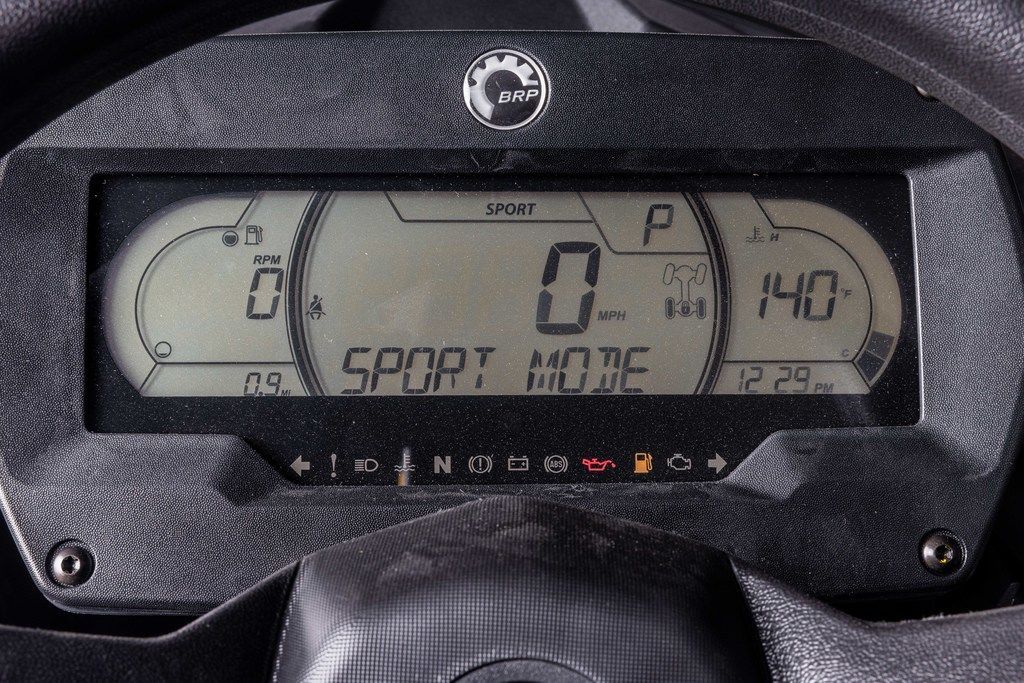 BRP
SPORT
P
H
RPM
0
0
MPH
140
°F
C
SPORT MODE
0.9 MI
12 29 PM
N
ABS